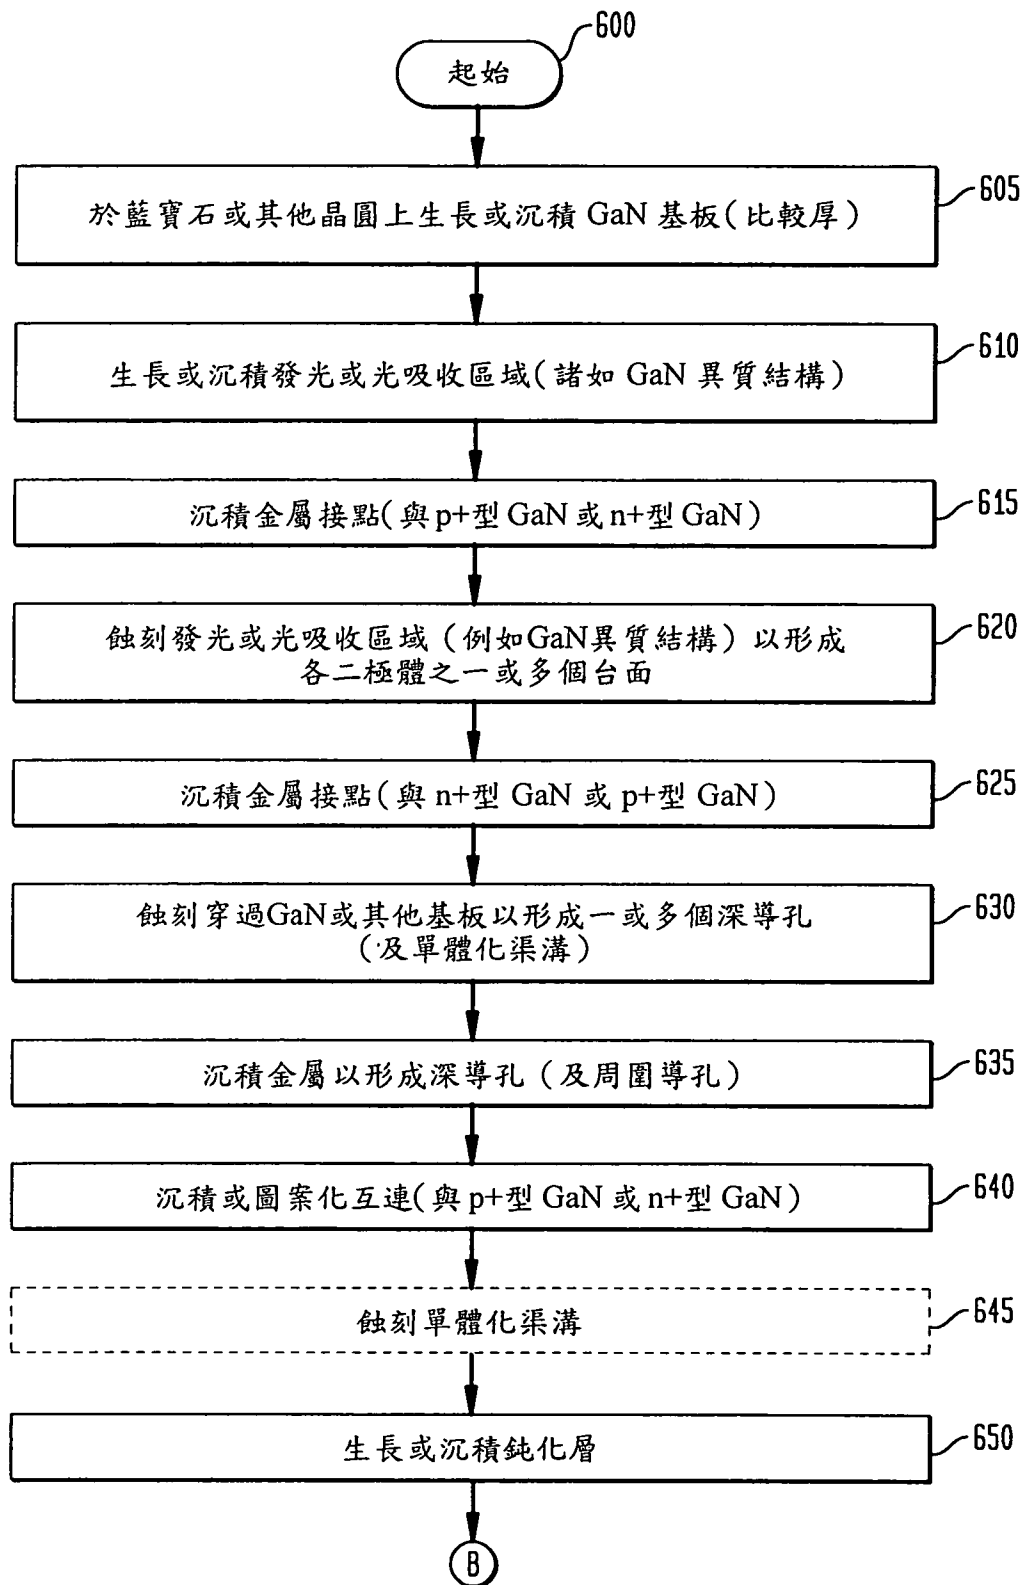 600
起始
605
於藍寶石或其他晶圓上生長或沉積 GaN 基板(比較厚)
610
生長或沉積發光或光吸收區域(諸如 GaN 異質結構)
615
沉積金屬接點(與p+型 GaN 或 n+型 GaN)
620
蝕刻發光或光吸收區域 (例如GaN異質結構) 以形成
各二極體之一或多個台面
625
沉積金屬接點(與 n+型 GaN 或 p+型 GaN)
630
蝕刻穿過GaN或其他基板以形成一或多個深導孔
(及單體化渠溝)
635
沉積金屬以形成深導孔 (及周圍導孔)
640
沉積或圖案化互連(與 p+型 GaN 或 n+型 GaN)
645
蝕刻單體化渠溝
650
生長或沉積鈍化層
B